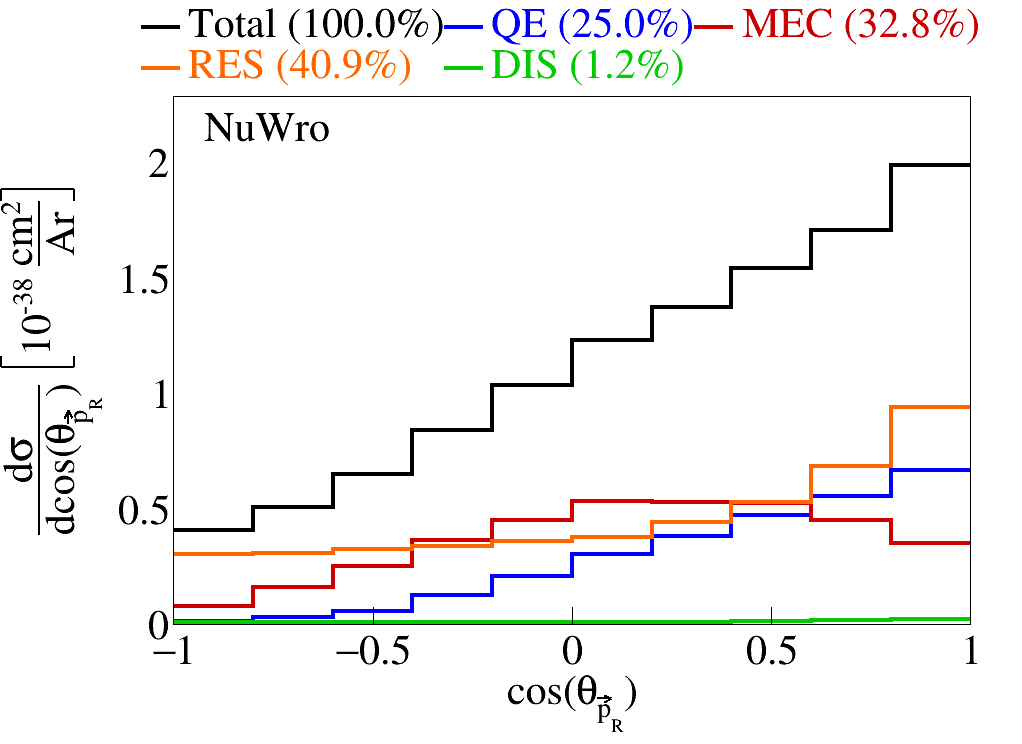 Total (100.0%) QE (25.0%) MEC (32.8%)
RES (40.9%) DIS (1.2%)
NuWro
dσ/dcos(θp⃗R) [10-38 cm2/Ar]
2
1.5
1
0.5
0
−1 −0.5 0 0.5 1
cos(θp⃗R)